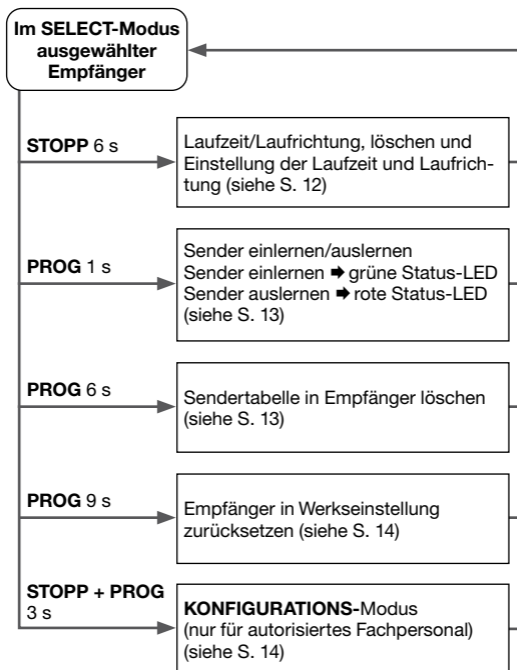 Im SELECT-Modus
ausgewählter
Empfänger
STOPP 6 s
Laufzeit/Laufrichtung, löschen und
Einstellung der Laufzeit und Laufrich-
tung (siehe S. 12)
PROG 1 s
Sender einlernen/auslernen
Sender einlernen ➡ grüne Status-LED
Sender auslernen ➡ rote Status-LED
(siehe S. 13)
PROG 6 s
Sendertabelle in Empfänger löschen
(siehe S. 13)
PROG 9 s
Empfänger in Werkseinstellung
zurücksetzen (siehe S. 14)
STOPP + PROG
3 s
KONFIGURATIONS-Modus
(nur für autorisiertes Fachpersonal)
(siehe S. 14)